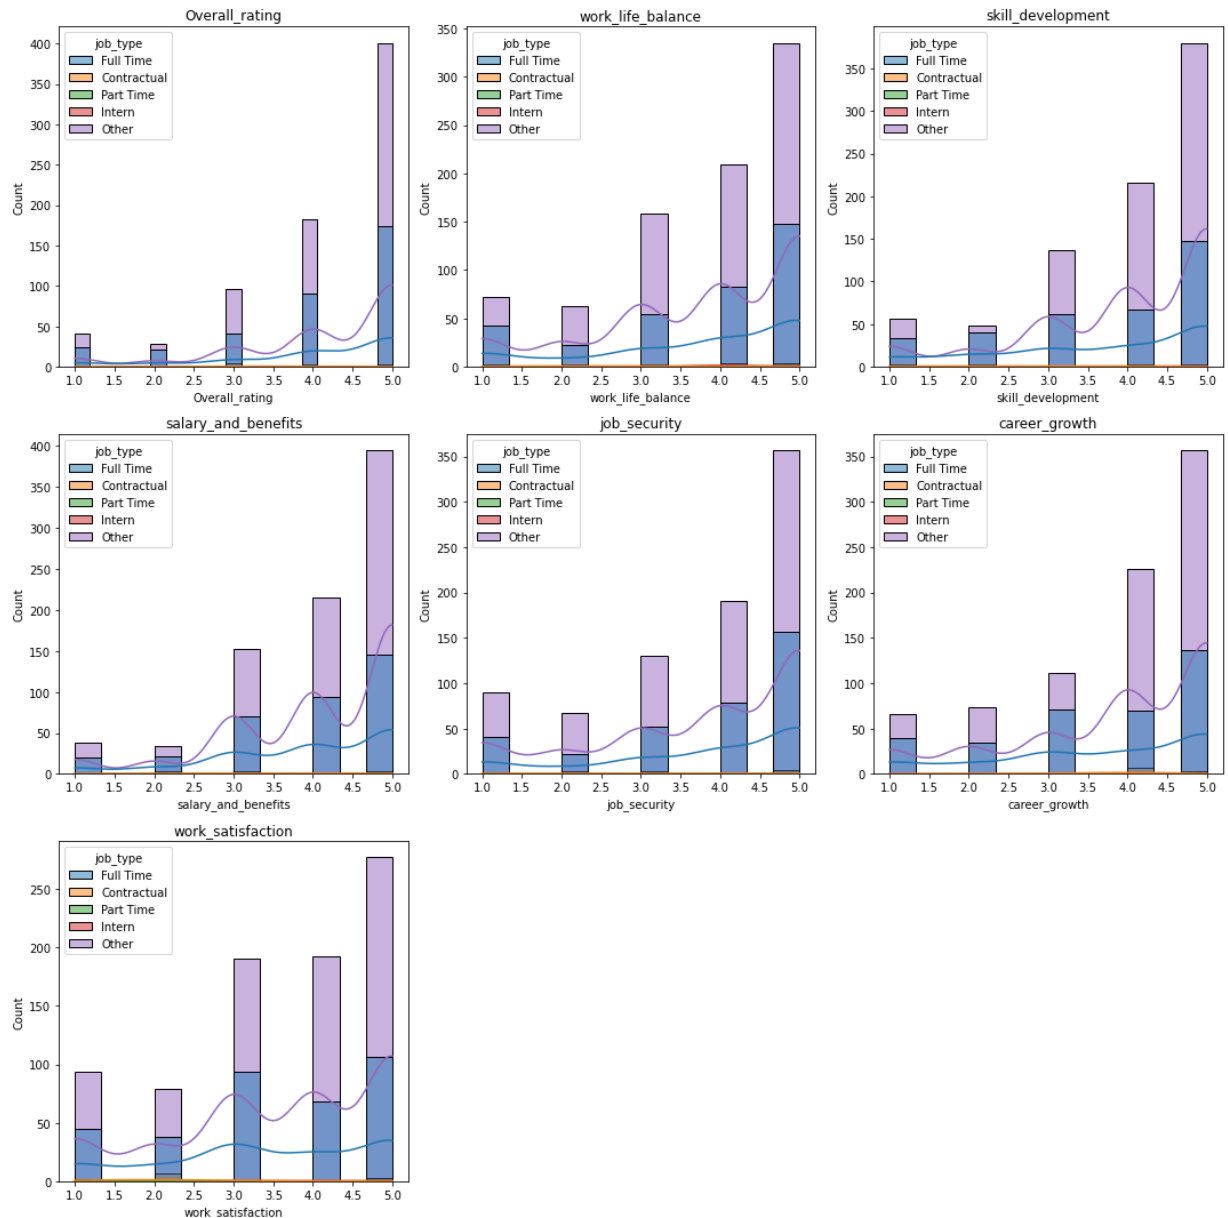 Overall_rating
job_type
Full Time
Contractual
Part Time
Intern
Other
400
350
300
250
200
150
100
50
0
Count
1.0 1.5 2.0 2.5 3.0 3.5 4.0 4.5 5.0
Overall_rating
work_life_balance
job_type
Full Time
Contractual
Part Time
Intern
Other
350
300
250
200
150
100
50
0
Count
1.0 1.5 2.0 2.5 3.0 3.5 4.0 4.5 5.0
work_life_balance
skill_development
job_type
Full Time
Contractual
Part Time
Intern
Other
350
300
250
200
150
100
50
0
Count
1.0 1.5 2.0 2.5 3.0 3.5 4.0 4.5 5.0
skill_development
salary_and_benefits
job_type
Full Time
Contractual
Part Time
Intern
Other
400
350
300
250
200
150
100
50
0
Count
1.0 1.5 2.0 2.5 3.0 3.5 4.0 4.5 5.0
salary_and_benefits
job_security
job_type
Full Time
Contractual
Part Time
Intern
Other
350
300
250
200
150
100
50
0
Count
1.0 1.5 2.0 2.5 3.0 3.5 4.0 4.5 5.0
job_security
career_growth
job_type
Full Time
Contractual
Part Time
Intern
Other
350
300
250
200
150
100
50
0
Count
1.0 1.5 2.0 2.5 3.0 3.5 4.0 4.5 5.0
career_growth
work_satisfaction
job_type
Full Time
Contractual
Part Time
Intern
Other
250
200
150
100
50
0
Count
1.0 1.5 2.0 2.5 3.0 3.5 4.0 4.5 5.0
work_satisfaction